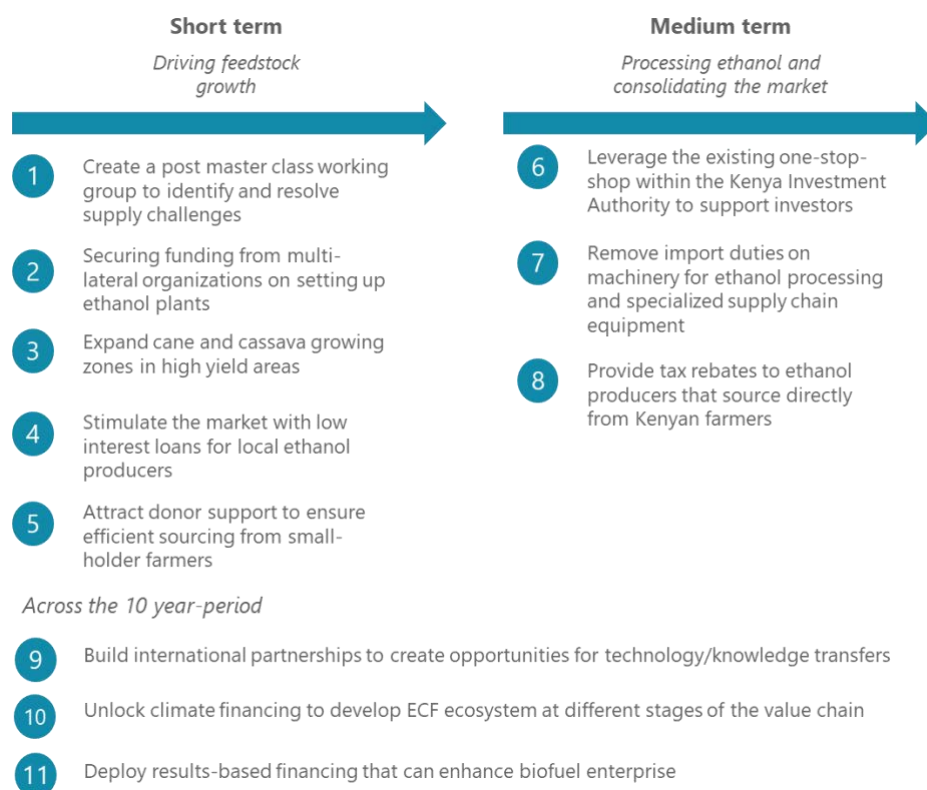 Short term
Driving feedstock
growth
1
Create a post master class working
group to identify and resolve
supply challenges
2
Securing funding from multi-
lateral organizations on setting up
ethanol plants
3
Expand cane and cassava growing
zones in high yield areas
4
Stimulate the market with low
interest loans for local ethanol
producers
5
Attract donor support to ensure
efficient sourcing from small-
holder farmers
Medium term
Processing ethanol and
consolidating the market
6
Leverage the existing one-stop-
shop within the Kenya Investment
Authority to support investors
7
Remove import duties on
machinery for ethanol processing
and specialized supply chain
equipment
8
Provide tax rebates to ethanol
producers that source directly
from Kenyan farmers
Across the 10 year-period
9
Build international partnerships to create opportunities for technology/knowledge transfers
10
Unlock climate financing to develop ECF ecosystem at different stages of the value chain
11
Deploy results-based financing that can enhance biofuel enterprise